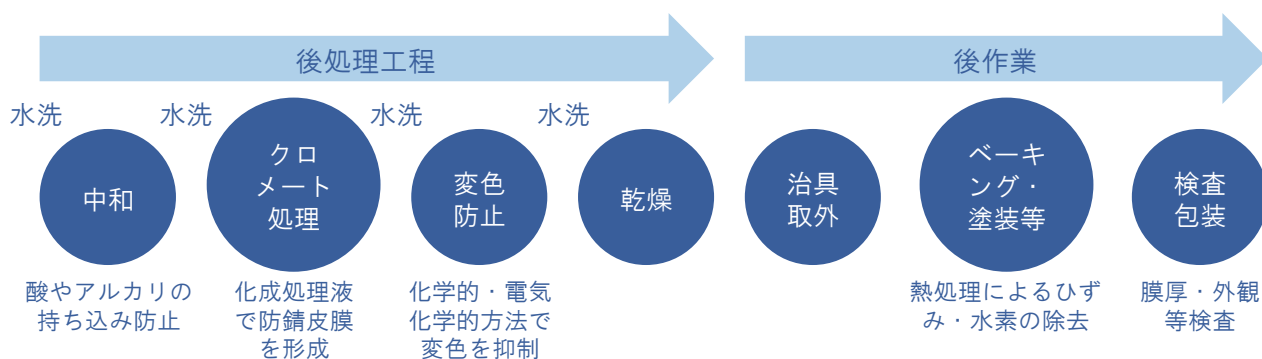 後処理工程
後作業
水洗
水洗
水洗
水洗
中和
クロ
メート
処理
変色
防止
乾燥
治具
取外
ベーキ
ング・
塗装等
検査
包装
酸やアルカリの
持ち込み防止
化成処理液
で防錆皮膜
を形成
化学的・電気
化学的方法で
変色を抑制
熱処理によるひず
み・水素の除去
膜厚・外観
等検査